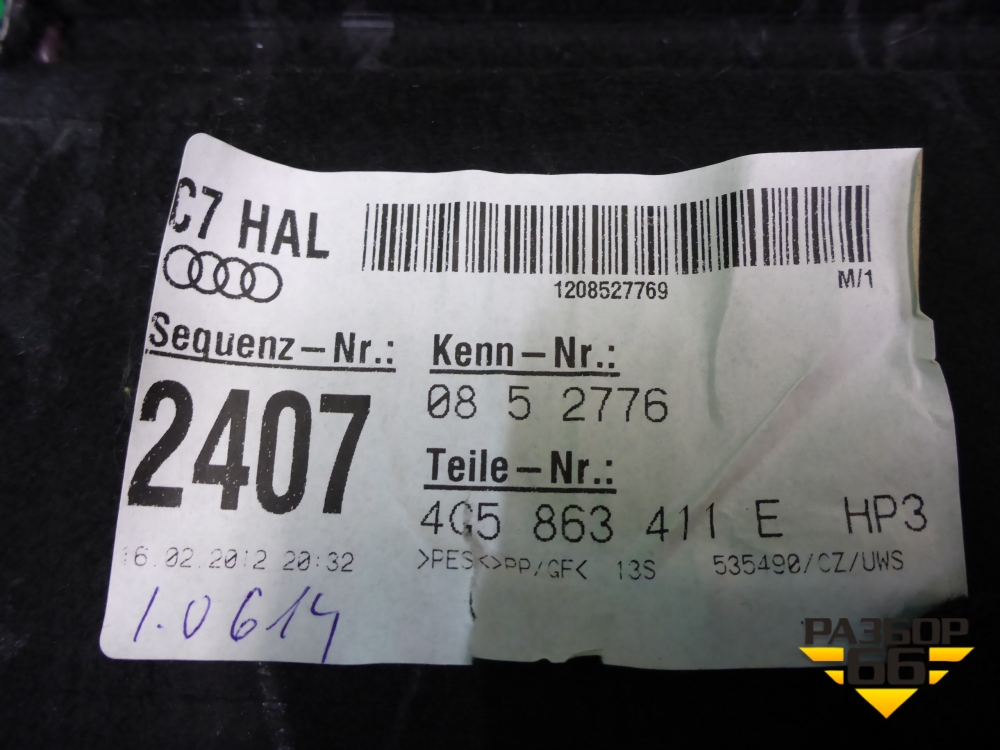 C7 HAL
1208527769
M/1
Sequenz-Nr.:
2407
Kenn-Nr.:
08 5 2776
Teile-Nr.:
4G5 863 411 E HP3
16.02.2012 20:32
>PES<>PP/GF< 13S 535490/CZ/UWS
1.0614
РАЗБОР
66